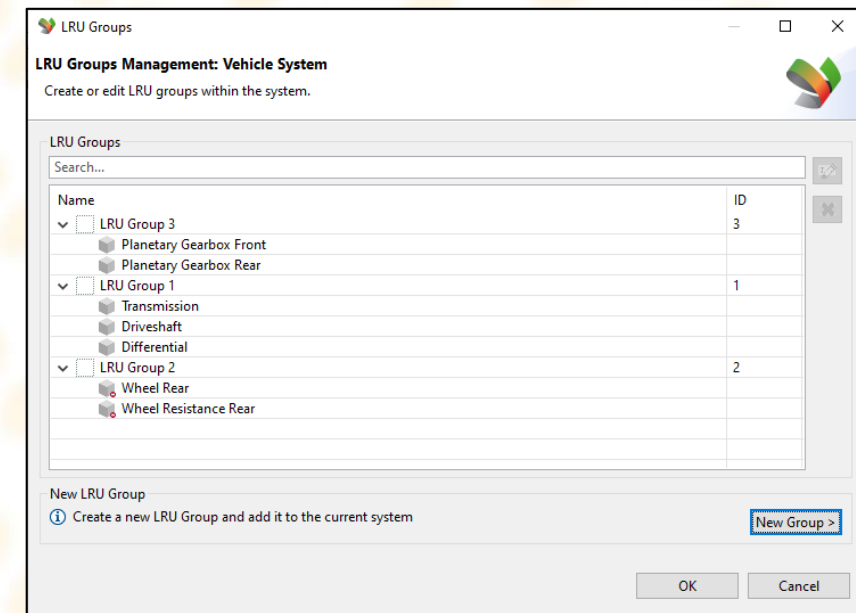 LRU Groups
LRU Groups Management: Vehicle System
Create or edit LRU groups within the system.
LRU Groups
Search...
Name ID
LRU Group 3 3
Planetary Gearbox Front
Planetary Gearbox Rear
LRU Group 1 1
Transmission
Driveshaft
Differential
LRU Group 2 2
Wheel Rear
Wheel Resistance Rear
New LRU Group
Create a new LRU Group and add it to the current system
New Group >
OK Cancel